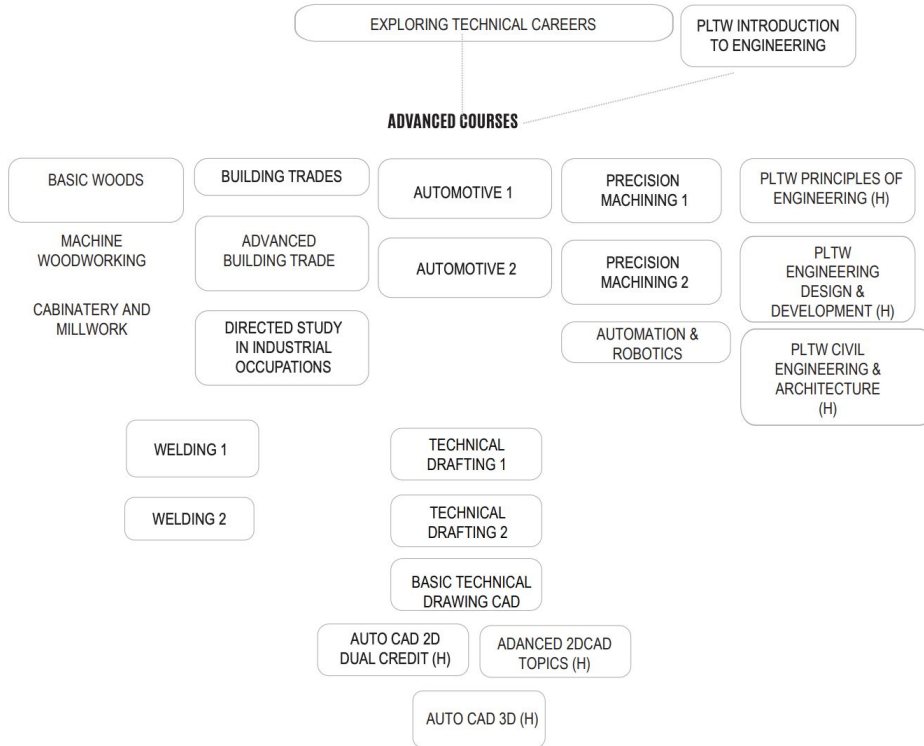 EXPLORING TECHNICAL CAREERS
PLTW INTRODUCTION
TO ENGINEERING
ADVANCED COURSES
BASIC WOODS
MACHINE
WOODWORKING
CABINATERY AND
MILLWORK
BUILDING TRADES
ADVANCED
BUILDING TRADE
DIRECTED STUDY
IN INDUSTRIAL
OCCUPATIONS
AUTOMOTIVE 1
AUTOMOTIVE 2
PRECISION
MACHINING 1
PRECISION
MACHINING 2
AUTOMATION &
ROBOTICS
PLTW PRINCIPLES OF
ENGINEERING (H)
PLTW
ENGINEERING
DESIGN &
DEVELOPMENT (H)
PLTW CIVIL
ENGINEERING &
ARCHITECTURE
(H)
WELDING 1
WELDING 2
TECHNICAL
DRAFTING 1
TECHNICAL
DRAFTING 2
BASIC TECHNICAL
DRAWING CAD
AUTO CAD 2D
DUAL CREDIT (H)
ADANCED 2DCAD
TOPICS (H)
AUTO CAD 3D (H)